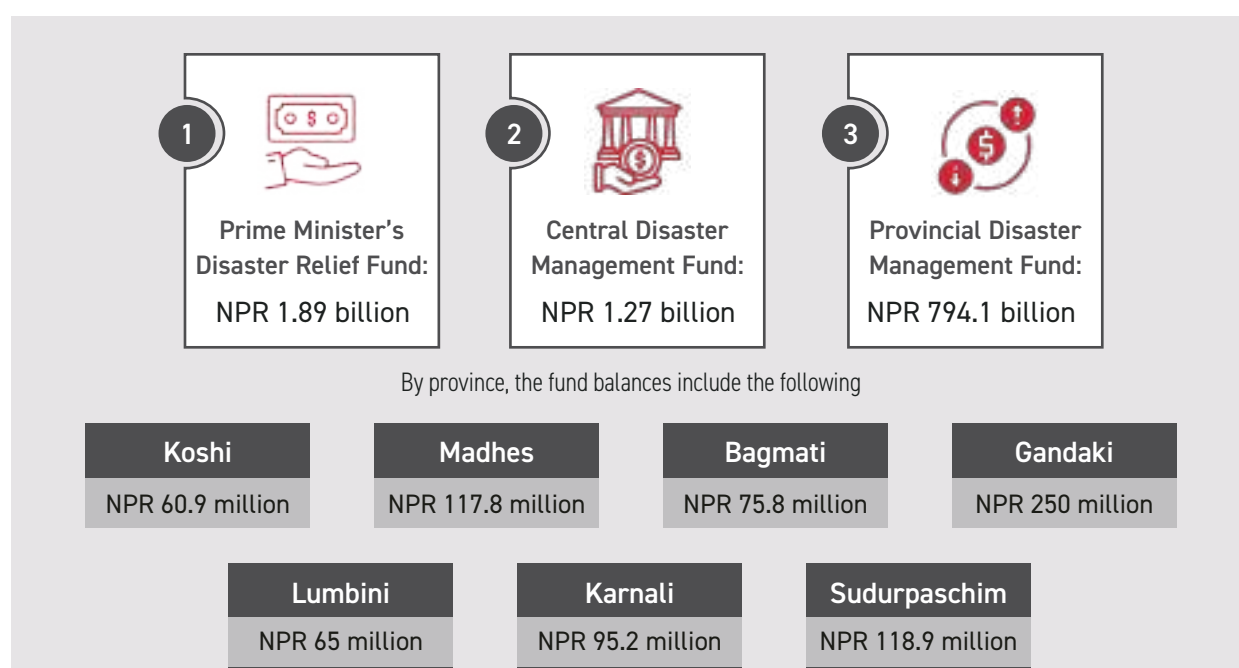 1
Prime Minister’s
Disaster Relief Fund:
NPR 1.89 billion
2
Central Disaster
Management Fund:
NPR 1.27 billion
3
Provincial Disaster
Management Fund:
NPR 794.1 billion
By province, the fund balances include the following
Koshi
NPR 60.9 million
Madhes
NPR 117.8 million
Bagmati
NPR 75.8 million
Gandaki
NPR 250 million
Lumbini
NPR 65 million
Karnali
NPR 95.2 million
Sudurpaschim
NPR 118.9 million